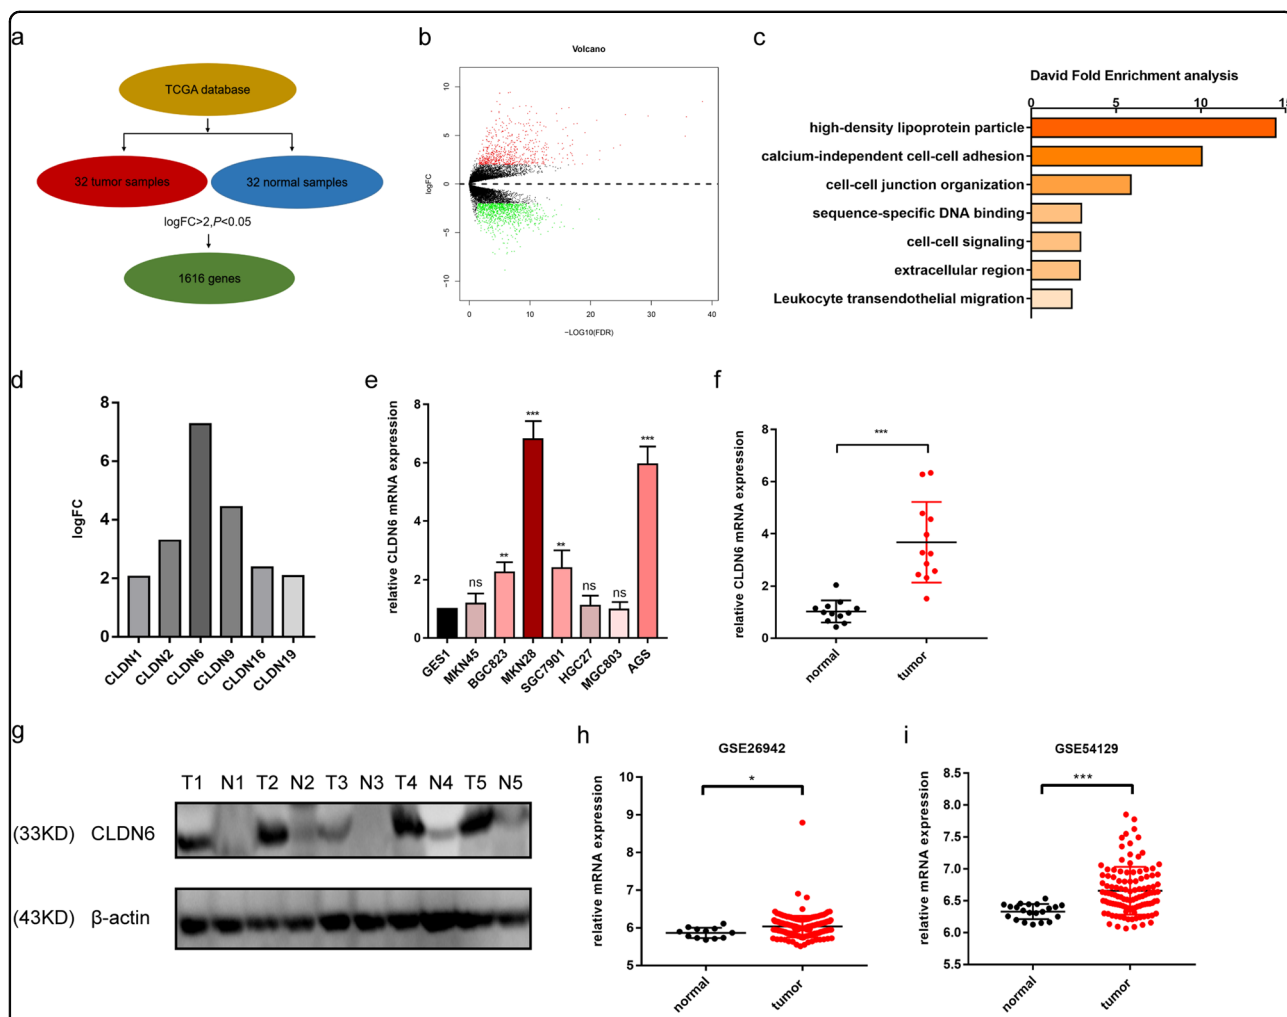 a
TCGA database
32 tumor samples
32 normal samples
logFC>2,P<0.05
1616 genes
b
Volcano
logFC
10
5
0
−5
−10
0
10
20
30
40
−LOG10(FDR)
c
David Fold Enrichment analysis
0
5
10
15
high-density lipoprotein particle
calcium-independent cell-cell adhesion
cell-cell junction organization
sequence-specific DNA binding
cell-cell signaling
extracellular region
Leukocyte transendothelial migration
d
logFC
8
6
4
2
0
CLDN1
CLDN2
CLDN6
CLDN9
CLDN16
CLDN19
e
relative CLDN6 mRNA expression
8
6
4
2
0
ns
**
***
**
ns
ns
***
GES1
MKN45
BGC823
MKN28
SGC7901
HGC27
MGC803
AGS
f
relative CLDN6 mRNA expression
8
6
4
2
0
***
normal
tumor
g
T1 N1 T2 N2 T3 N3 T4 N4 T5 N5
(33KD) CLDN6
(43KD) β-actin
h
GSE26942
relative mRNA expression
10
9
8
7
6
5
*
normal
tumor
i
GSE54129
relative mRNA expression
8.5
8.0
7.5
7.0
6.5
6.0
5.5
***
normal
tumor